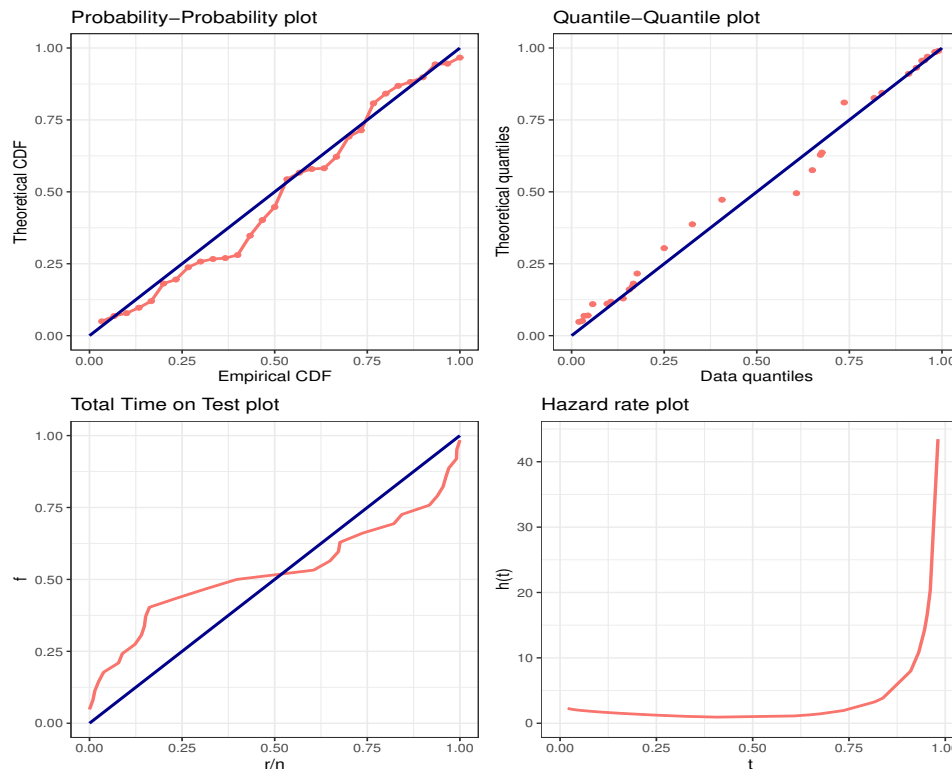 Probability−Probability plot
Theoretical CDF
1.00
0.75
0.50
0.25
0.00
0.00 0.25 0.50 0.75 1.00
Empirical CDF
Quantile−Quantile plot
Theoretical quantiles
1.00
0.75
0.50
0.25
0.00
0.00 0.25 0.50 0.75 1.00
Data quantiles
Total Time on Test plot
f
1.00
0.75
0.50
0.25
0.00
0.00 0.25 0.50 0.75 1.00
r/n
Hazard rate plot
h(t)
40
30
20
10
0
0.00 0.25 0.50 0.75 1.00
t